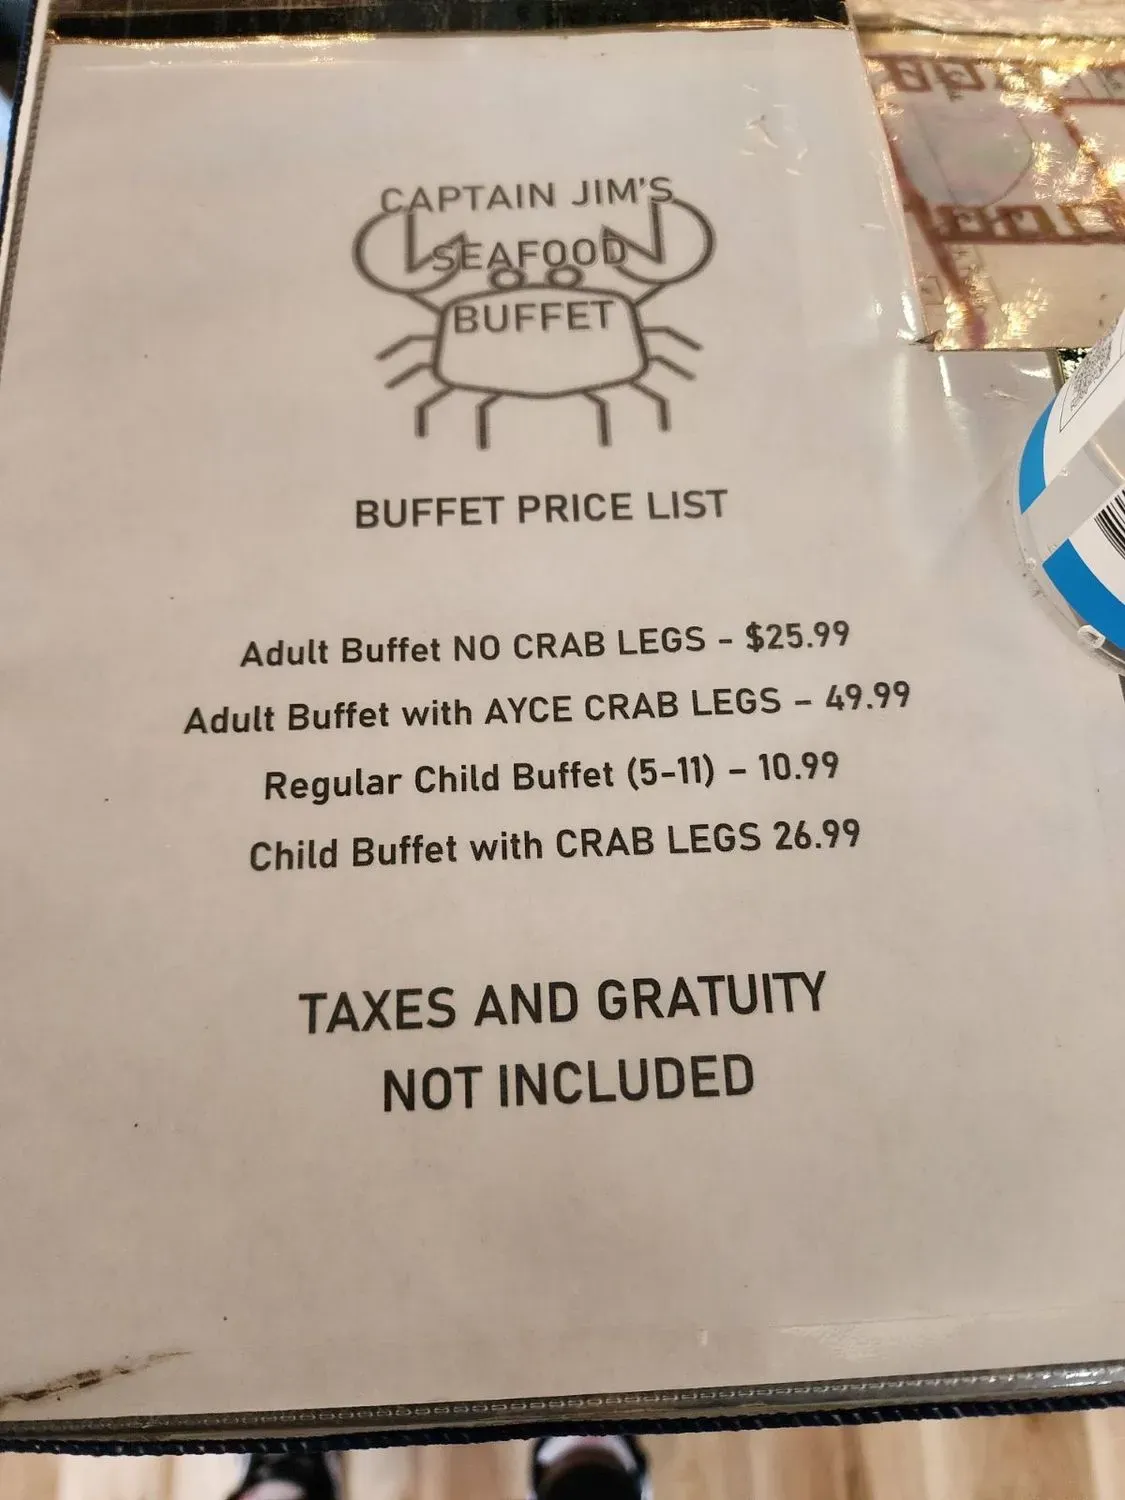 CAPTAIN JIM'S
SEAFOOD
BUFFET
BUFFET PRICE LIST
Adult Buffet NO CRAB LEGS – $25.99
Adult Buffet with AYCE CRAB LEGS – 49.99
Regular Child Buffet (5-11) – 10.99
Child Buffet with CRAB LEGS 26.99
TAXES AND GRATUITY
NOT INCLUDED